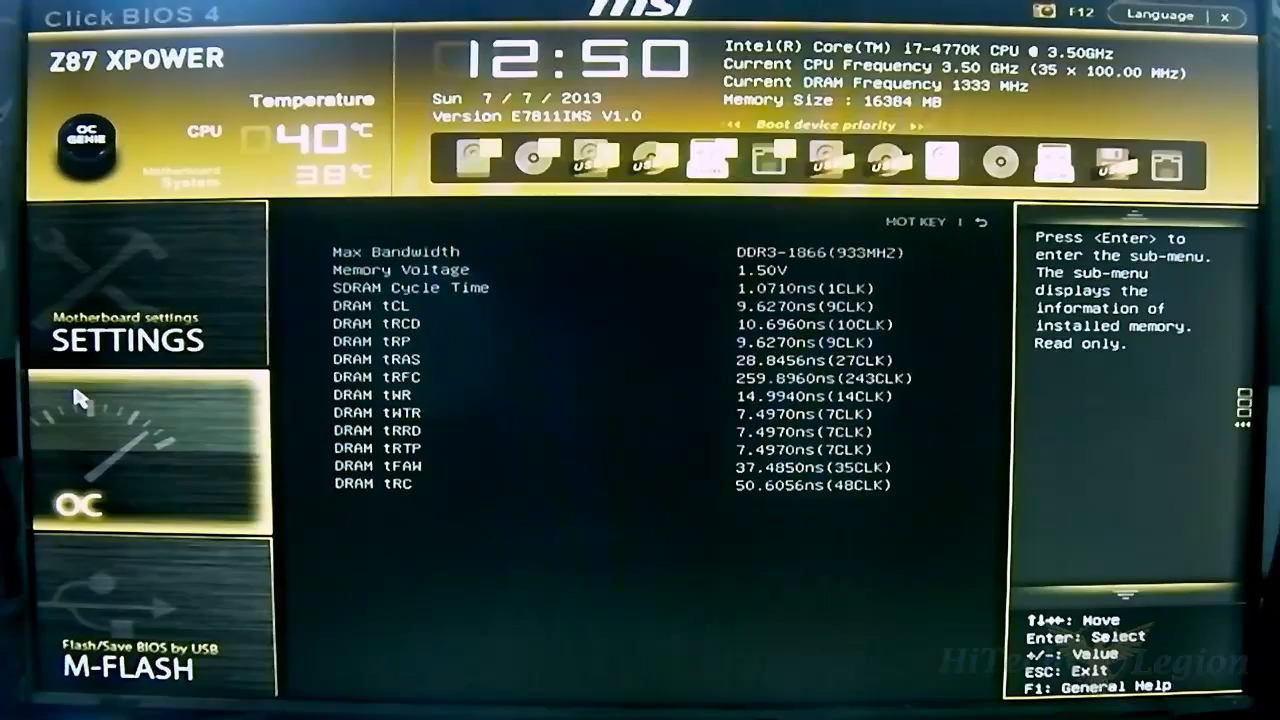 Click BIOS 4
msi
F12
Language | X
Z87 XPOWER
12:50
Intel(R) Core(TM) i7-4770K CPU @ 3.50GHz
Current CPU Frequency 3.50 GHz (35 x 100.00 MHz)
Current DRAM Frequency 1333 MHz
Memory Size : 16384 MB
Sun 7 / 7 / 2013
Version E7811IMS V1.0
Boot device priority
Temperature
OC
GENIE
CPU 40°C
Motherboard
System 38°C
USB USB USB USB USB
HOT KEY |
Motherboard settings
SETTINGS
OC
Flash/Save BIOS by USB
M-FLASH
Max Bandwidth DDR3-1866(933MHZ)
Memory Voltage 1.50V
SDRAM Cycle Time 1.0710ns(1CLK)
DRAM tCL 9.6270ns(9CLK)
DRAM tRCD 10.6960ns(10CLK)
DRAM tRP 9.6270ns(9CLK)
DRAM tRAS 28.8456ns(27CLK)
DRAM tRFC 259.8960ns(243CLK)
DRAM tWR 14.9940ns(14CLK)
DRAM tWTR 7.4970ns(7CLK)
DRAM tRRD 7.4970ns(7CLK)
DRAM tRTP 7.4970ns(7CLK)
DRAM tFAW 37.4850ns(35CLK)
DRAM tRC 50.6056ns(48CLK)
Press <Enter> to
enter the sub-menu.
The sub-menu
displays the
information of
installed memory.
Read only.
↑↓→←: Move
Enter: Select
+/-: Value
ESC: Exit
F1: General Help